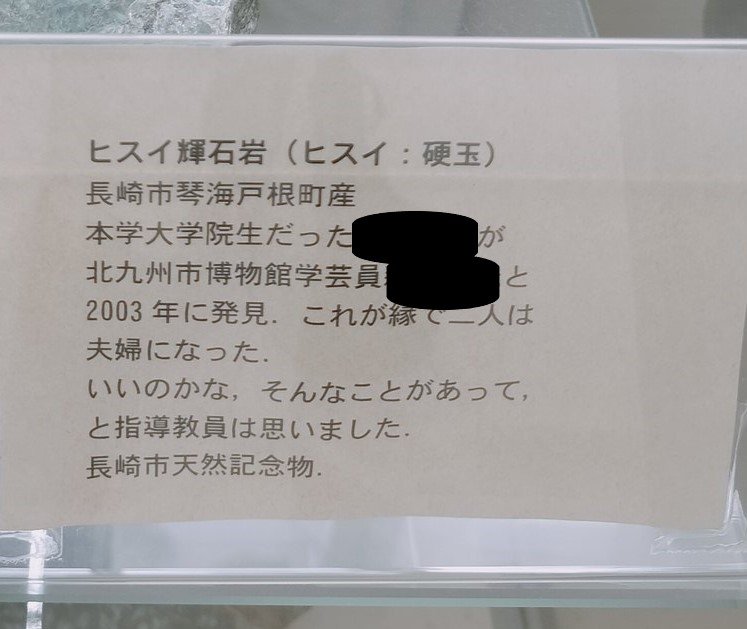 ヒスイ輝石岩（ヒスイ：硬玉）
長崎市琴海戸根町産
本学大学院生だった が
北九州市博物館学芸員 と
2003 年に発見．これが縁で二人は
夫婦になった．
いいのかな，そんなことがあって，
と指導教員は思いました．
長崎市天然記念物．